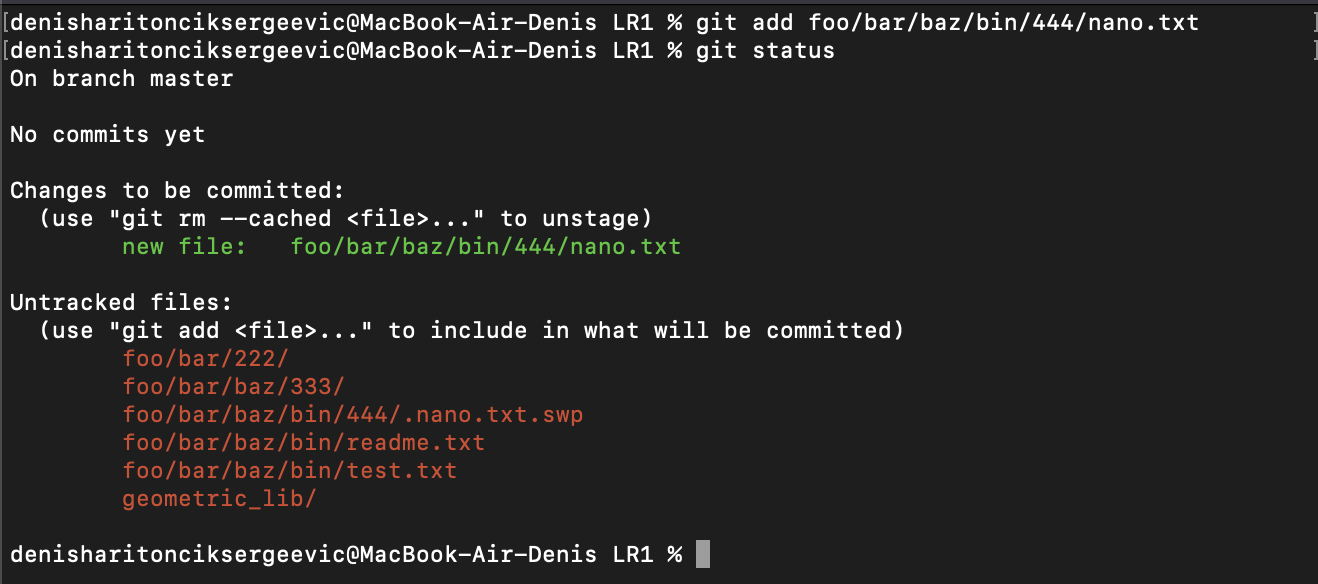 [denisharitonciksergeevic@MacBook-Air-Denis LR1 % git add foo/bar/baz/bin/444/nano.txt ]
[denisharitonciksergeevic@MacBook-Air-Denis LR1 % git status ]
On branch master
No commits yet
Changes to be committed:
  (use "git rm --cached <file>..." to unstage)
        new file:   foo/bar/baz/bin/444/nano.txt
Untracked files:
  (use "git add <file>..." to include in what will be committed)
        foo/bar/222/
        foo/bar/baz/333/
        foo/bar/baz/bin/444/.nano.txt.swp
        foo/bar/baz/bin/readme.txt
        foo/bar/baz/bin/test.txt
        geometric_lib/
denisharitonciksergeevic@MacBook-Air-Denis LR1 %